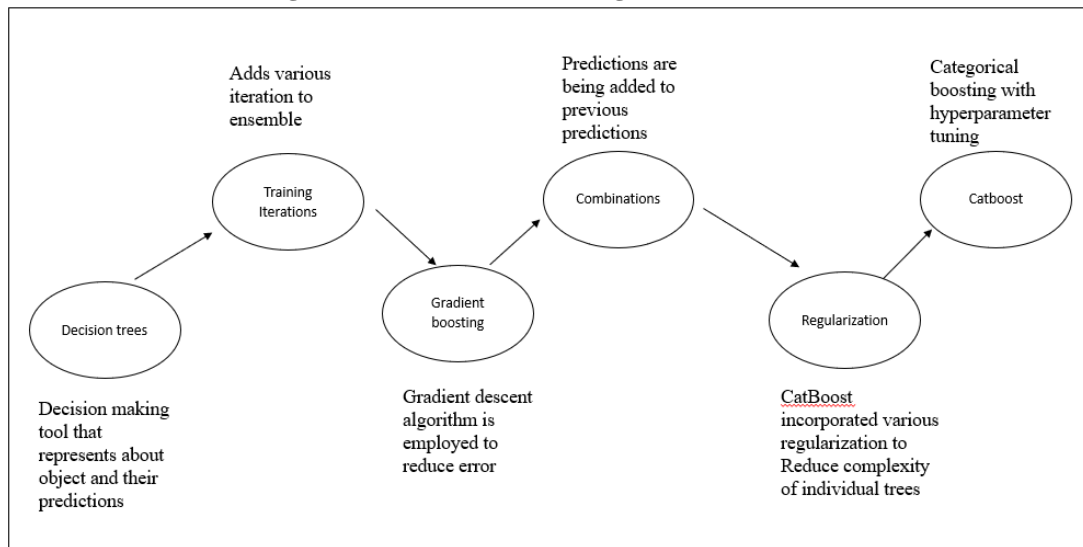 Adds various
iteration to
ensemble
Predictions are
being added to
previous
predictions
Categorical
boosting with
hyperparameter
tuning
Training
Iterations
Combinations
Catboost
Decision trees
Gradient
boosting
Regularization
Decision making
tool that
represents about
object and their
predictions
Gradient descent
algorithm is
employed to
reduce error
CatBoost
incorporated various
regularization to
Reduce complexity
of individual trees